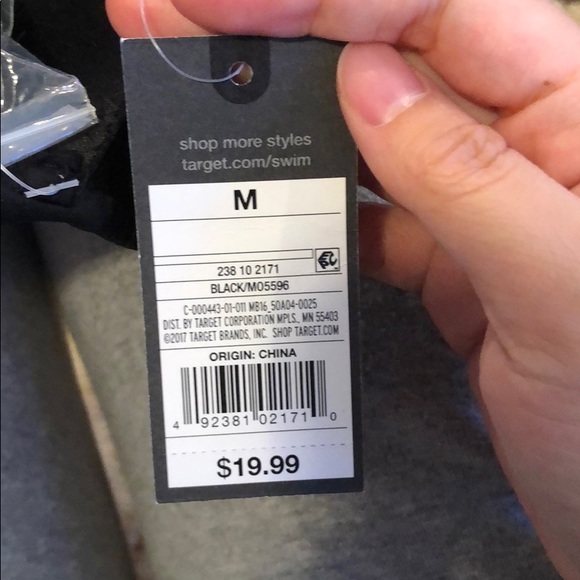 shop more styles
target.com/swim
M
238 10 2171
BLACK/MO5596
C-000443-01-011 MB16_50A04-0025
DIST. BY TARGET CORPORATION MPLS., MN 55403
©2017 TARGET BRANDS, INC. SHOP TARGET.COM
ORIGIN: CHINA
4 92381 02171 0
$19.99